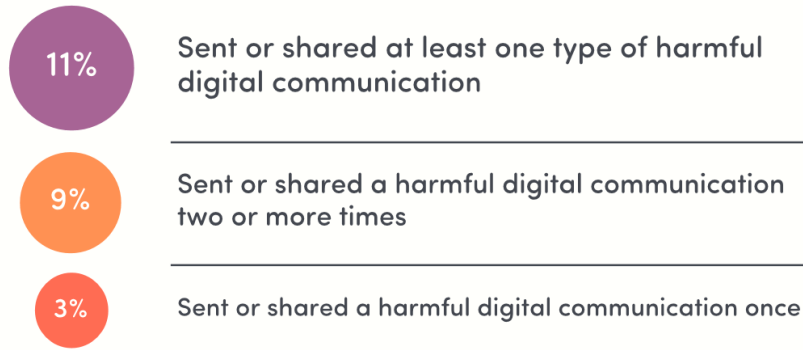 11%
Sent or shared at least one type of harmful
digital communication
9%
Sent or shared a harmful digital communication
two or more times
3%
Sent or shared a harmful digital communication once